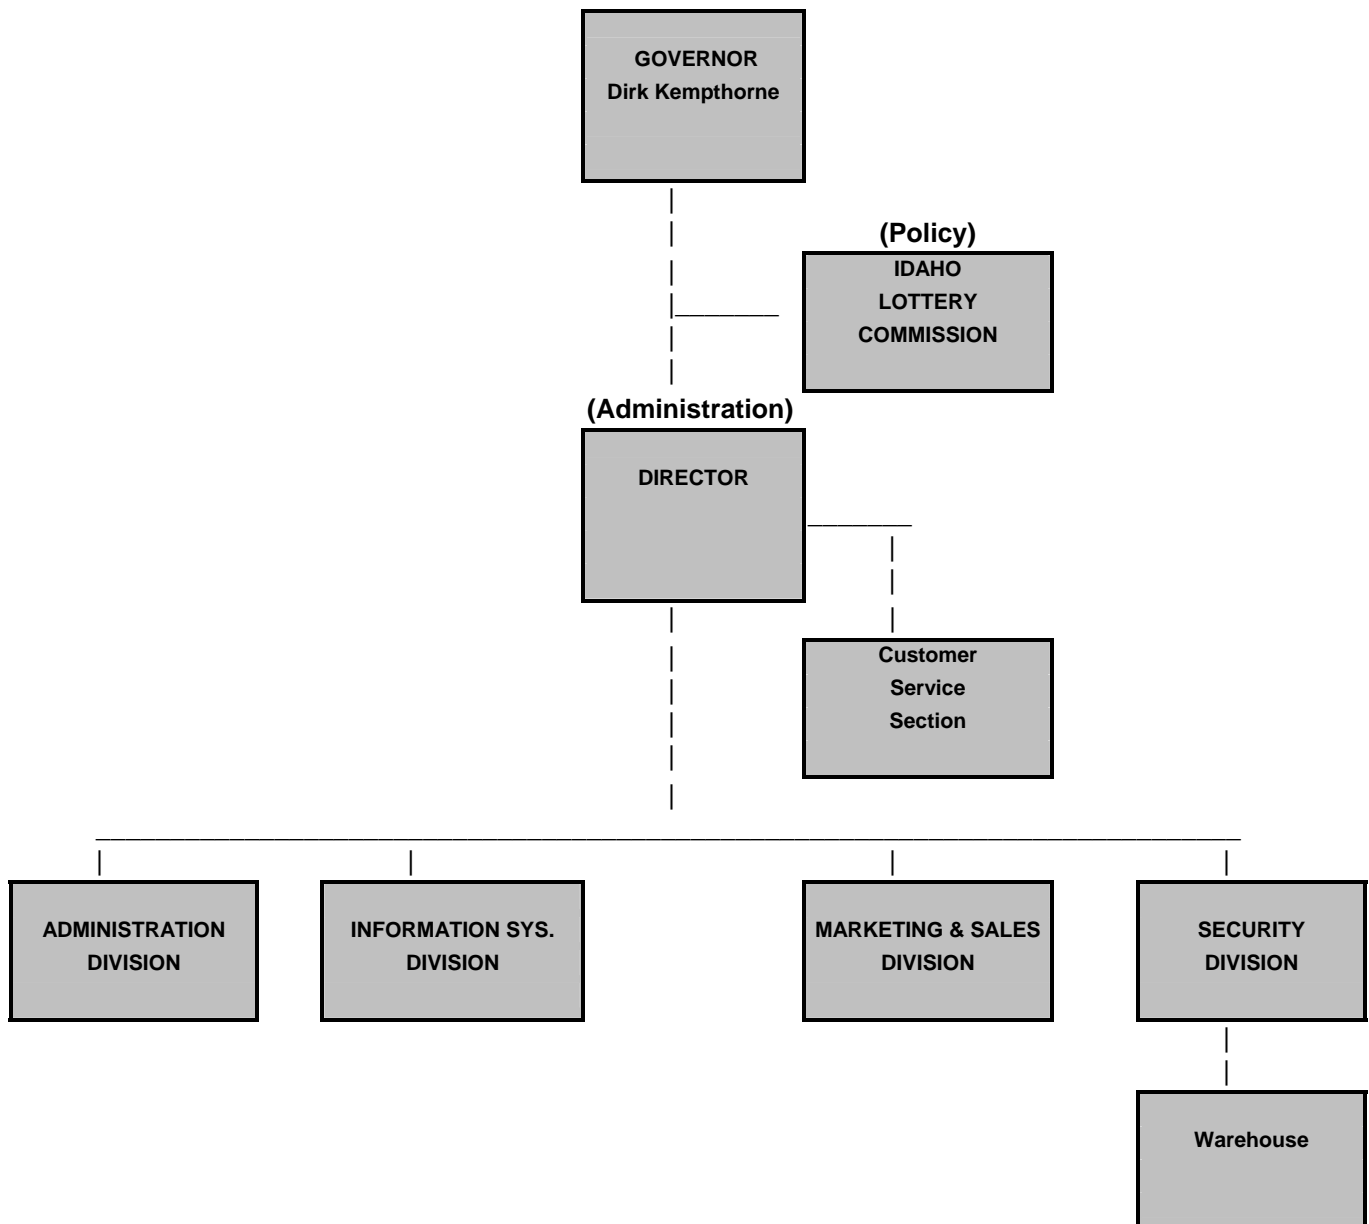 GOVERNOR
Dirk Kempthorne
(Policy)
IDAHO
LOTTERY
COMMISSION
(Administration)
DIRECTOR
Customer
Service
Section
ADMINISTRATION
DIVISION
INFORMATION SYS.
DIVISION
MARKETING & SALES
DIVISION
SECURITY
DIVISION
Warehouse